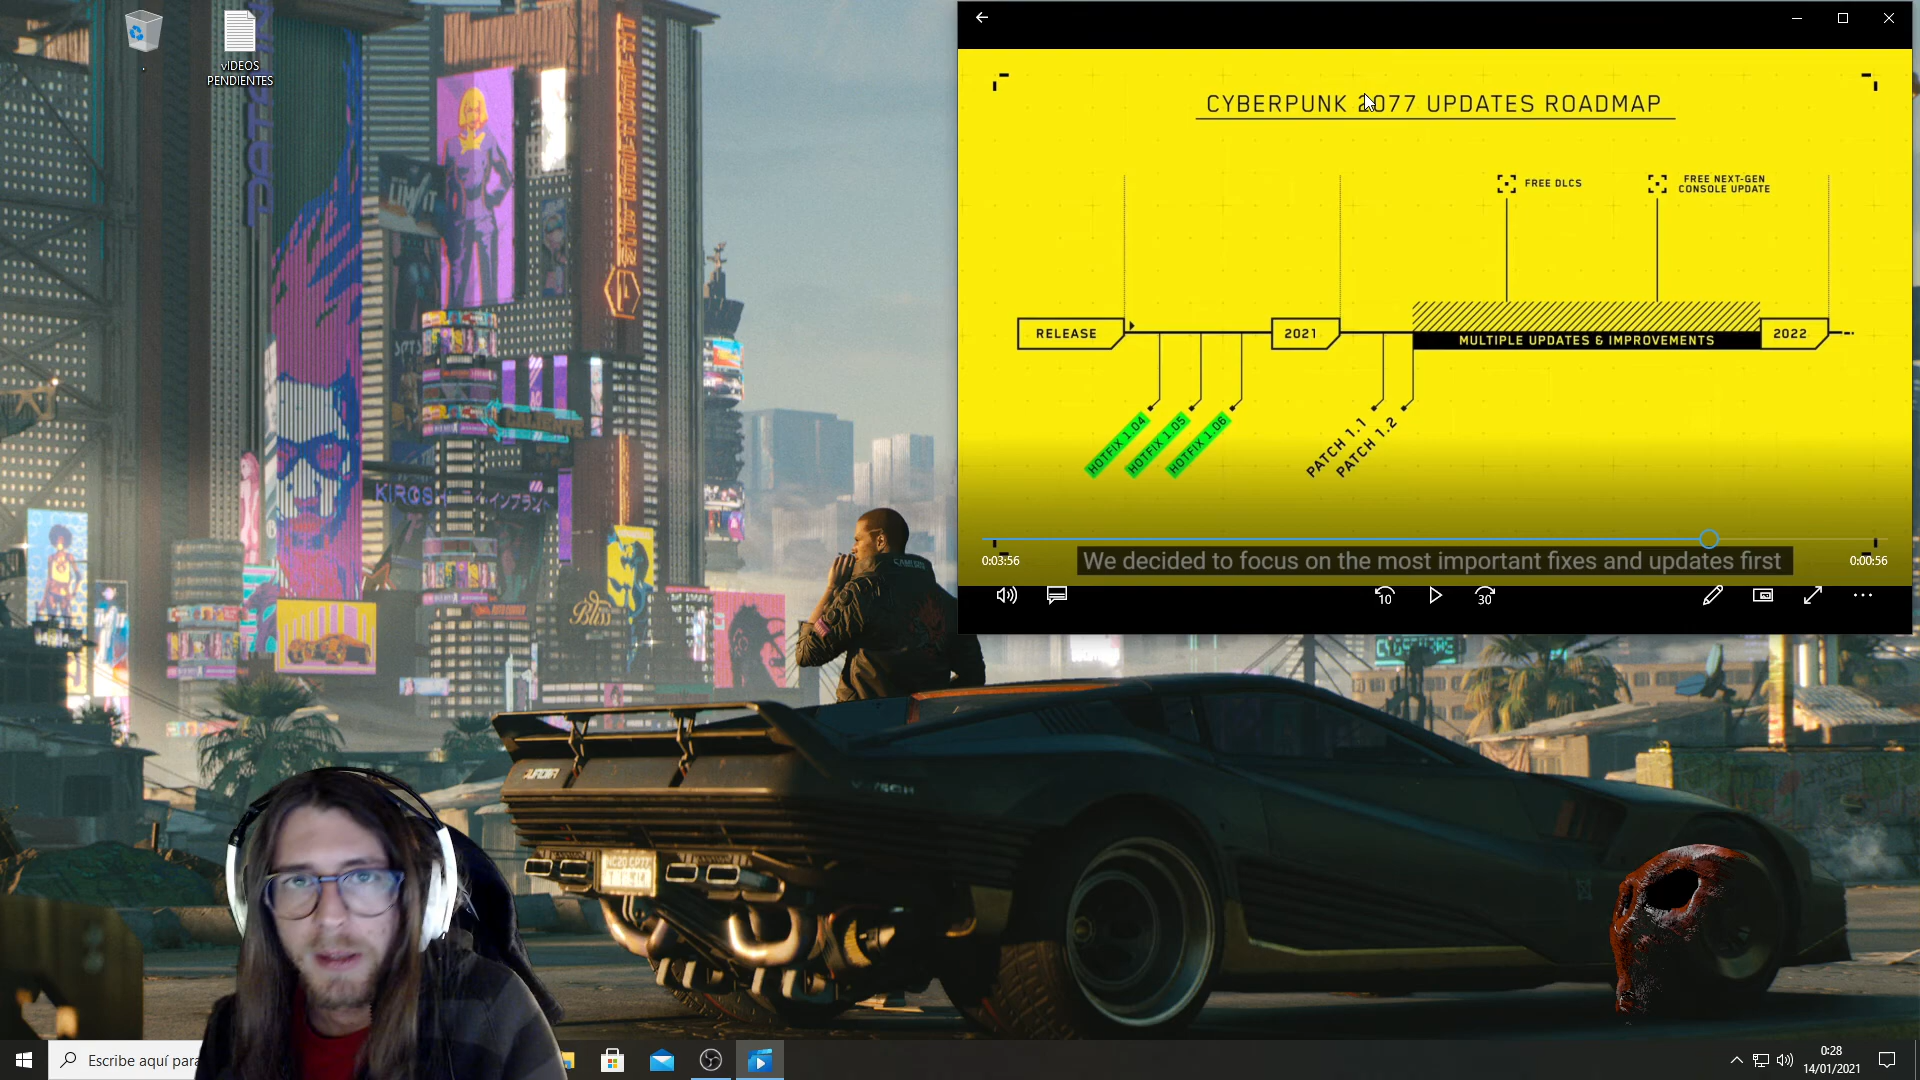 vIDEOS
PENDIENTES
CYBERPUNK 2077 UPDATES ROADMAP
FREE DLCS
FREE NEXT-GEN
CONSOLE UPDATE
RELEASE
2021
MULTIPLE UPDATES & IMPROVEMENTS
2022
HOTFIX 1.04
HOTFIX 1.05
HOTFIX 1.06
PATCH 1.1
PATCH 1.2
0:03:56
We decided to focus on the most important fixes and updates first
0:00:56
10
30
LIMIT
KIROSHI
Bliss
Escribe aquí para
0:28
14/01/2021